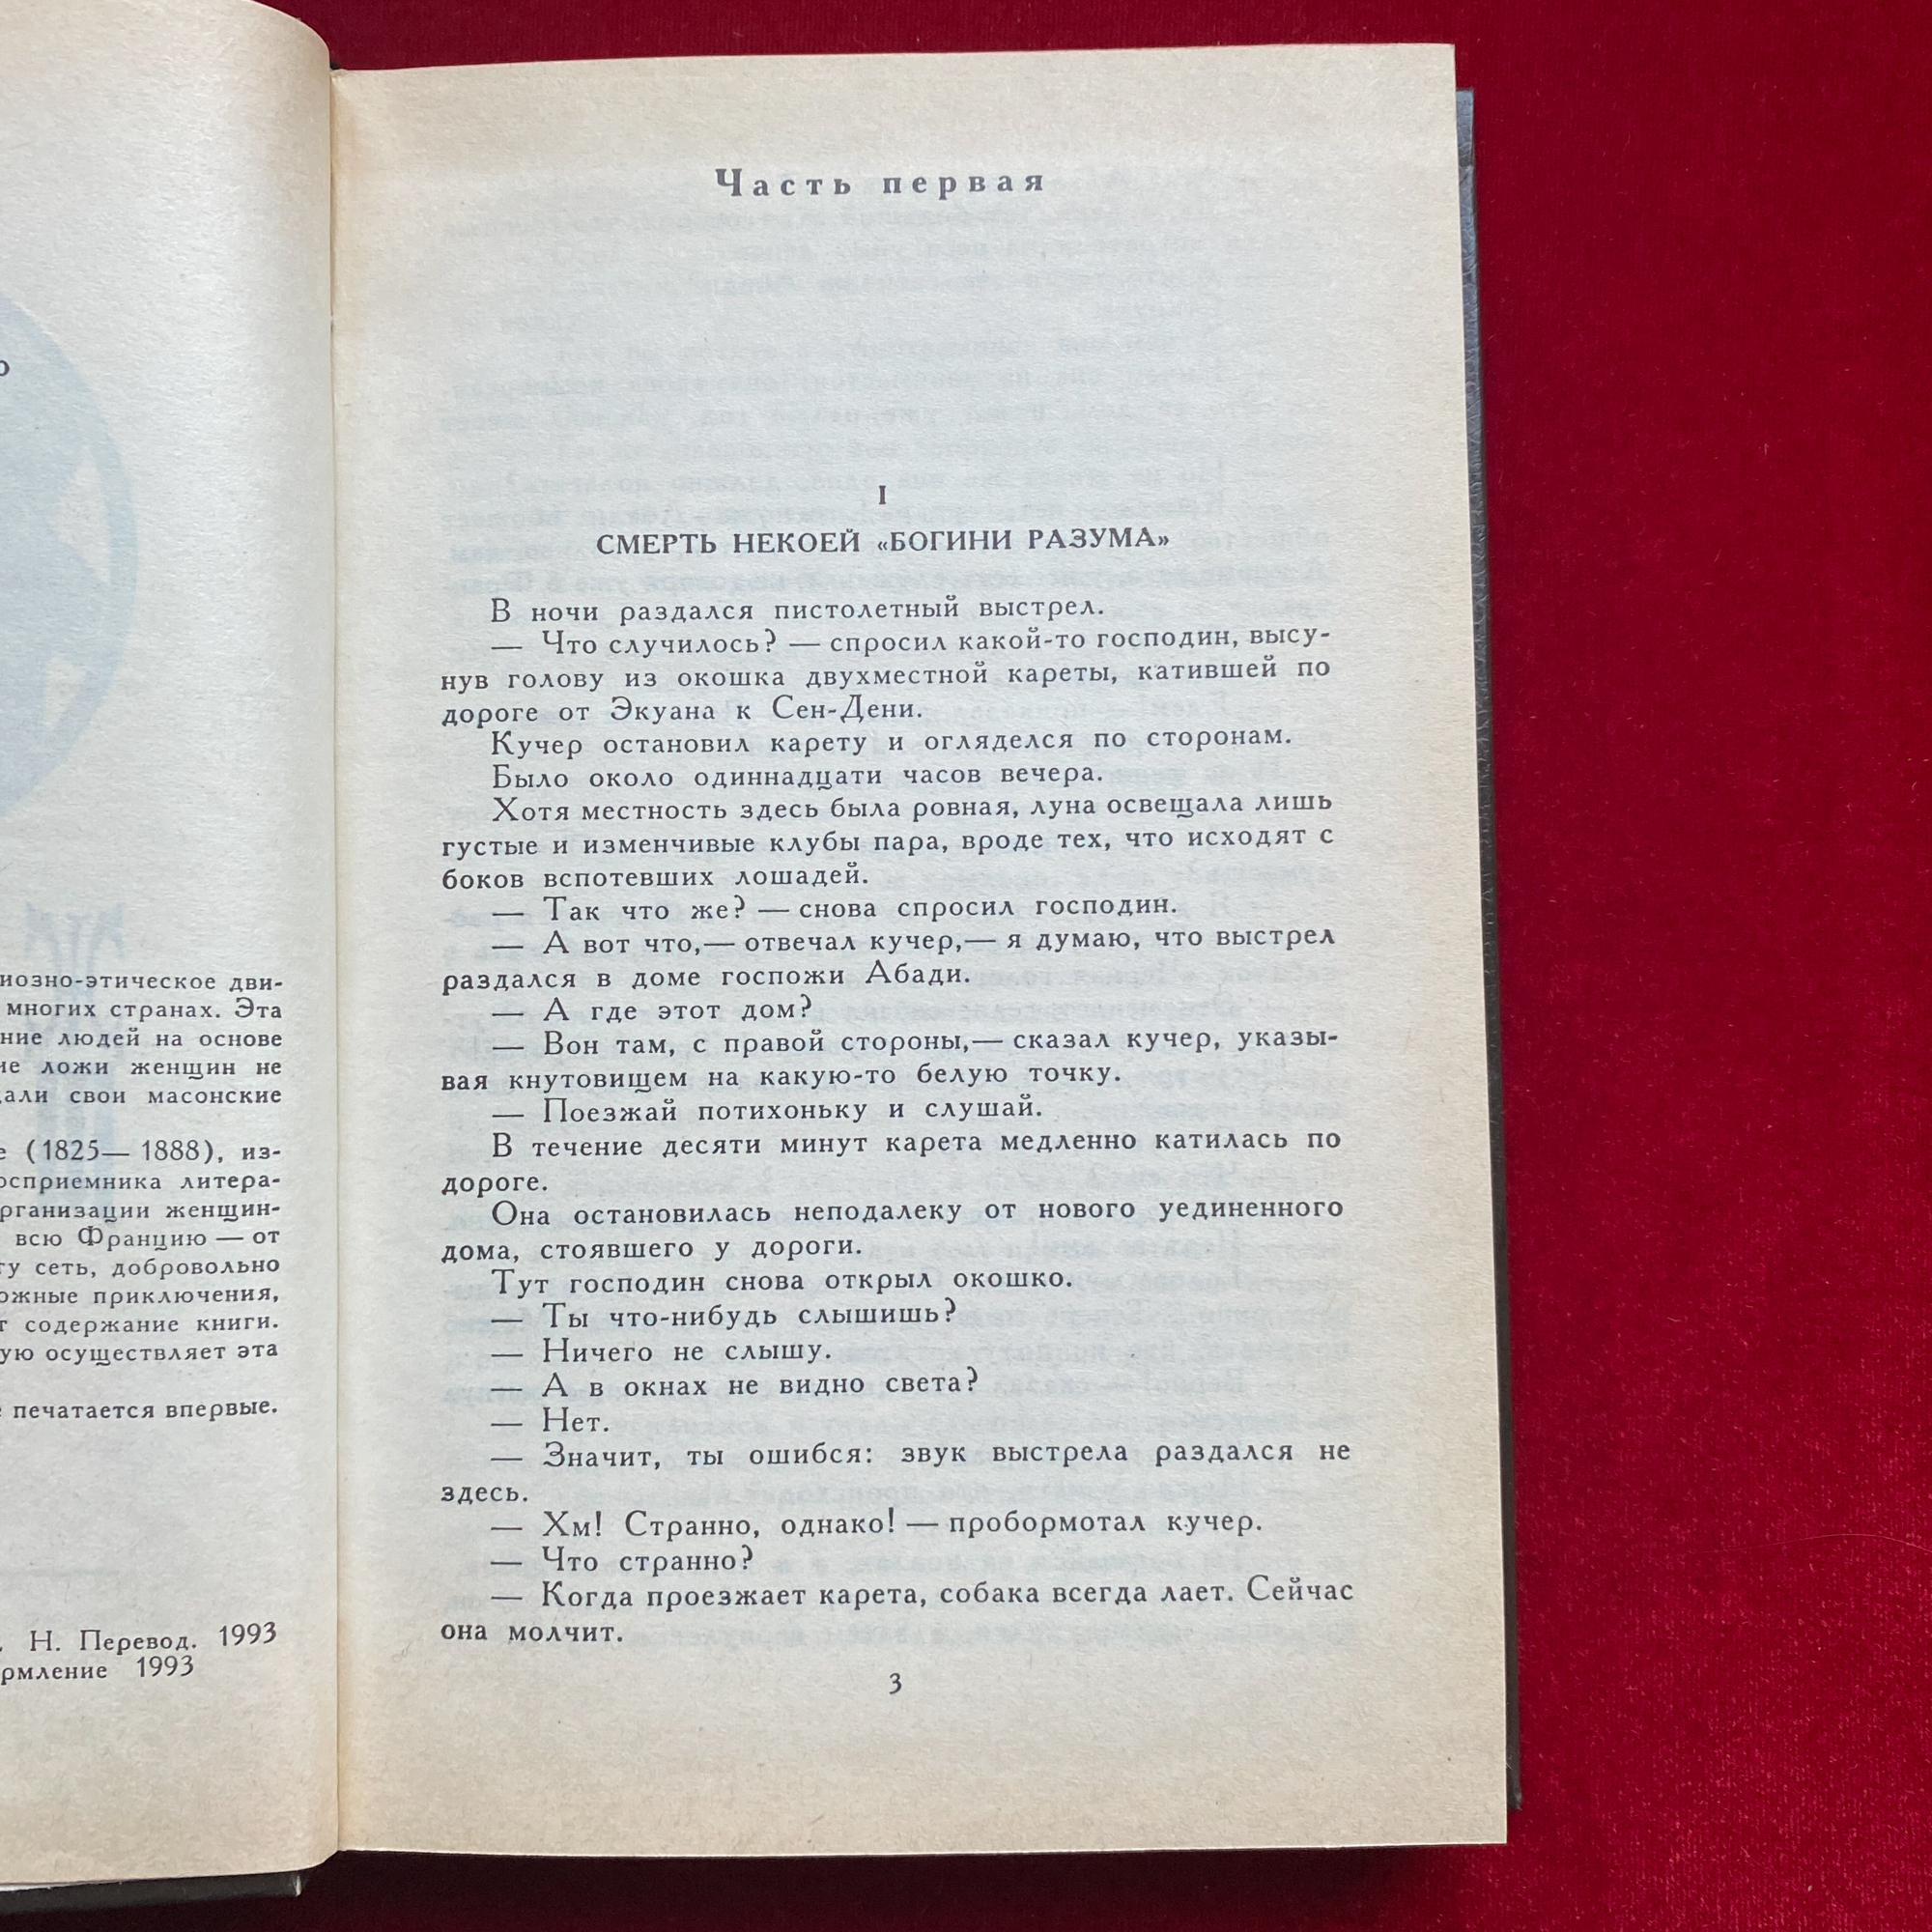 о
иозно-этическое дви-
многих странах. Эта
ние людей на основе
ие ложи женщин не
дали свои масонские
е (1825— 1888), из-
осприемника литера-
рганизации женщин-
всю Францию — от
гу сеть, добровольно
ожные приключения,
т содержание книги.
ую осуществляет эта
е печатается впервые.
Н. Перевод. 1993
рмление 1993
Часть первая
I
СМЕРТЬ НЕКОЕЙ «БОГИНИ РАЗУМА»
В ночи раздался пистолетный выстрел.
— Что случилось? — спросил какой-то господин, высу-
нув голову из окошка двухместной кареты, катившей по
дороге от Экуана к Сен-Дени.
Кучер остановил карету и огляделся по сторонам.
Было около одиннадцати часов вечера.
Хотя местность здесь была ровная, луна освещала лишь
густые и изменчивые клубы пара, вроде тех, что исходят с
боков вспотевших лошадей.
— Так что же? — снова спросил господин.
— А вот что,— отвечал кучер,— я думаю, что выстрел
раздался в доме госпожи Абади.
— А где этот дом?
— Вон там, с правой стороны,— сказал кучер, указы-
вая кнутовищем на какую-то белую точку.
— Поезжай потихоньку и слушай.
В течение десяти минут карета медленно катилась по
дороге.
Она остановилась неподалеку от нового уединенного
дома, стоявшего у дороги.
Тут господин снова открыл окошко.
— Ты что-нибудь слышишь?
— Ничего не слышу.
— А в окнах не видно света?
— Нет.
— Значит, ты ошибся: звук выстрела раздался не
здесь.
— Хм! Странно, однако! — пробормотал кучер.
— Что странно?
— Когда проезжает карета, собака всегда лает. Сейчас
она молчит.
3